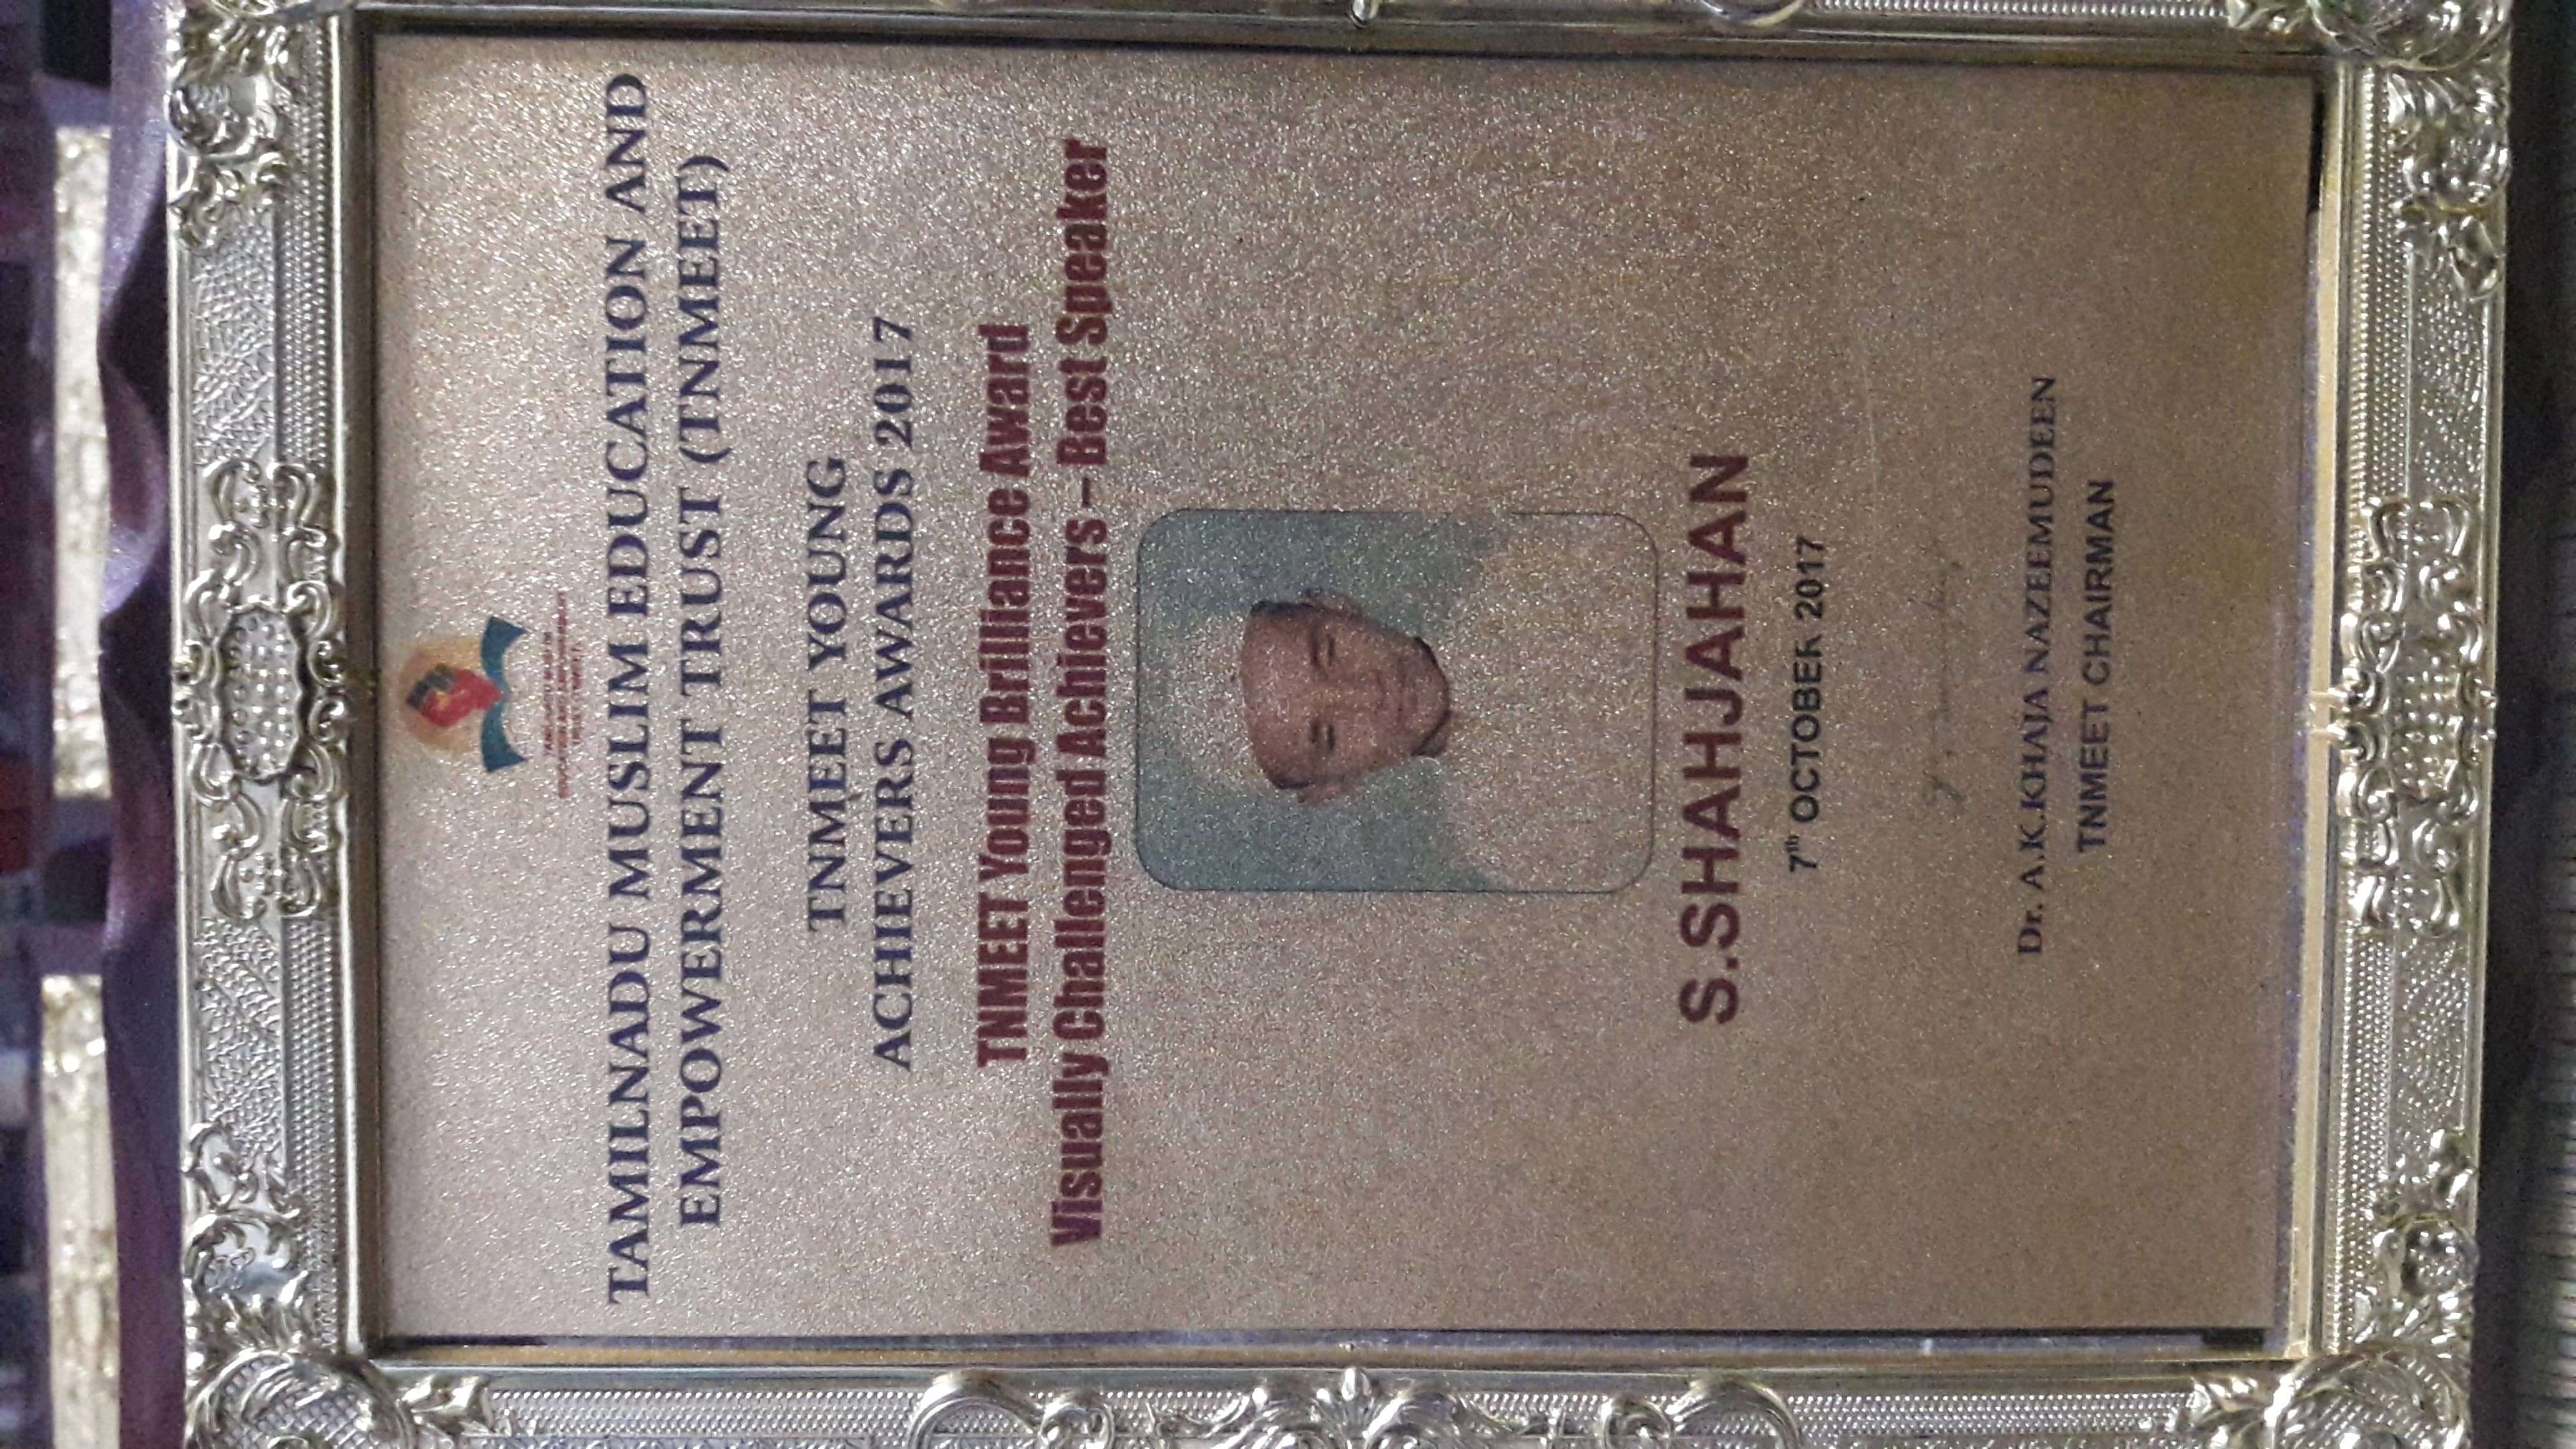 TAMILNADU MUSLIM EDUCATION AND
EMPOWERMENT TRUST (TNMEET)
TNMEET YOUNG
ACHIEVERS AWARDS 2017
TNMEET Young Brilliance Award
Visually Challenged Achievers – Best Speaker
S.SHAHJAHAN
7th OCTOBER 2017
Dr. A.K.KHAJA NAZEEMUDEEN
TNMEET CHAIRMAN